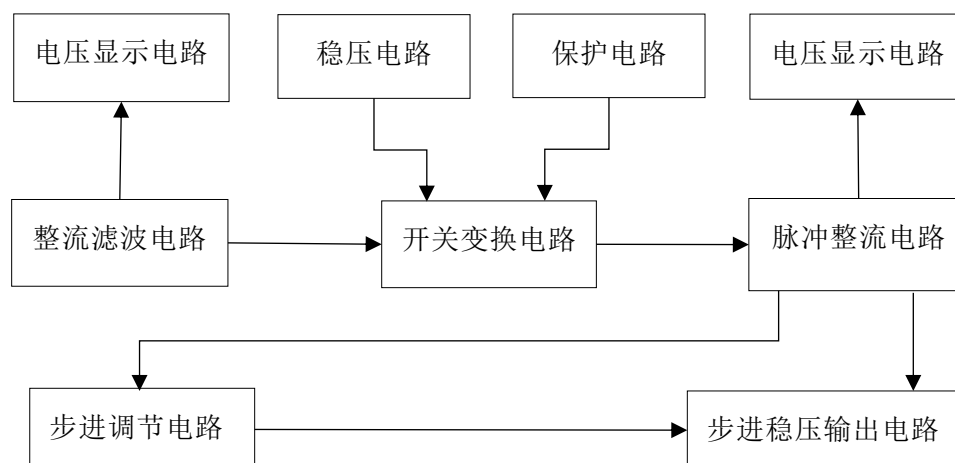 电压显示电路
稳压电路
保护电路
电压显示电路
整流滤波电路
开关变换电路
脉冲整流电路
步进调节电路
步进稳压输出电路